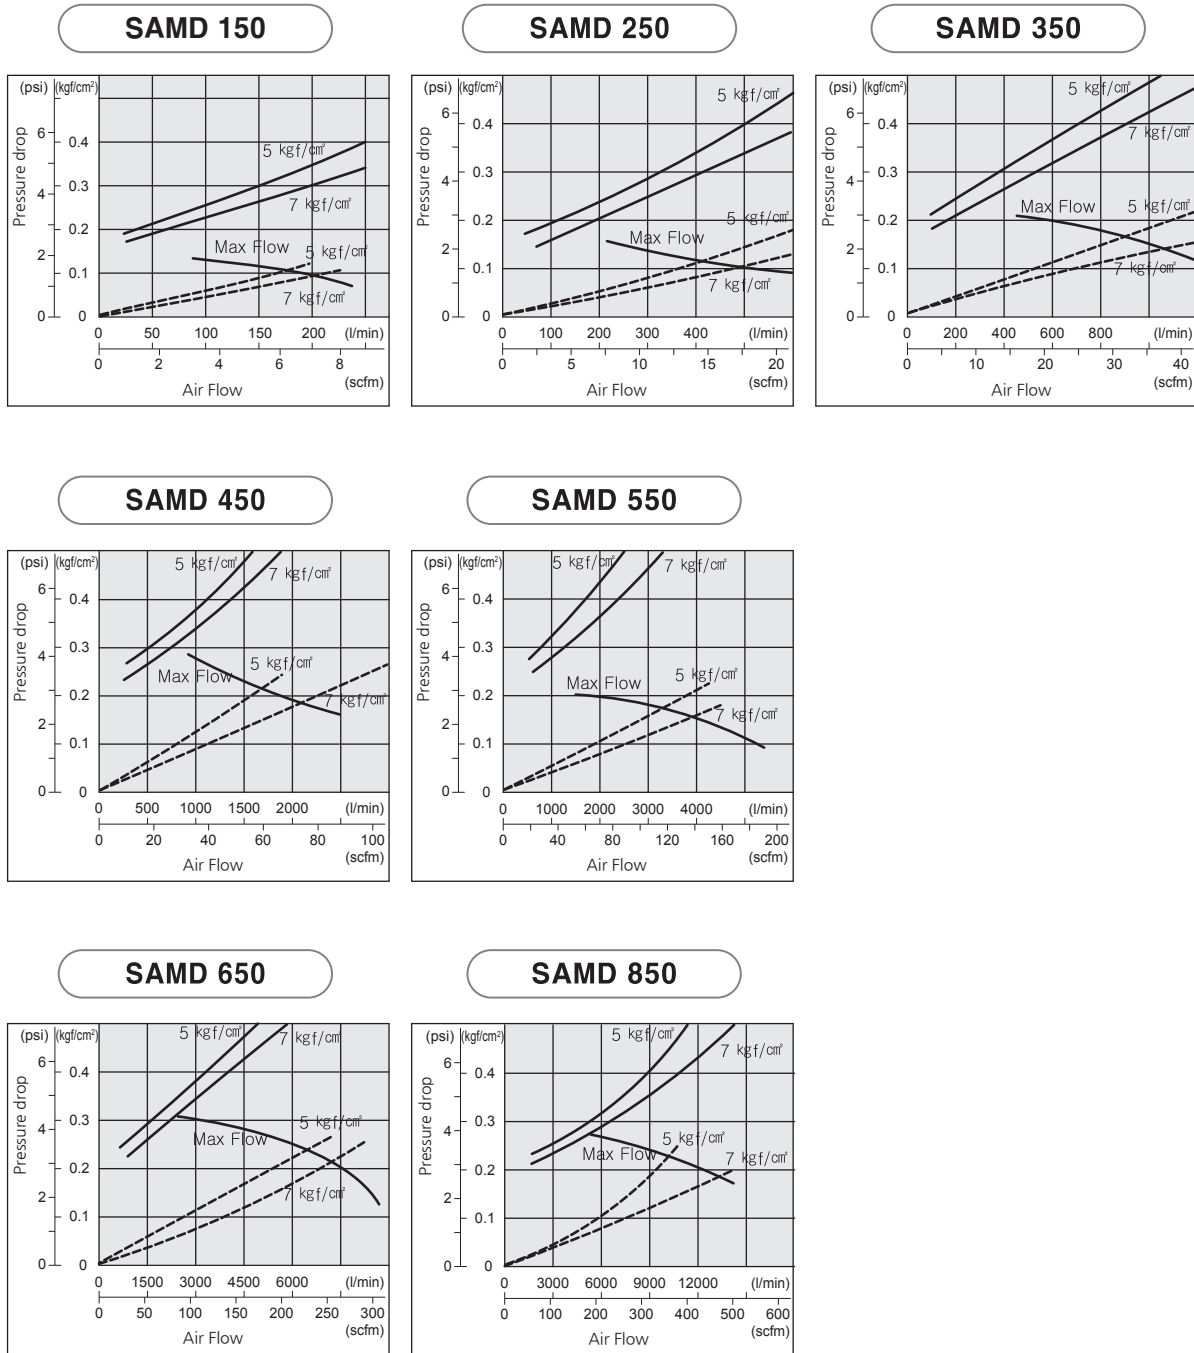 SAMD 150
(psi) (kgf/cm²)
Pressure drop
6
4
2
0
0.4
0.3
0.2
0.1
0
5 kgf/㎠
7 kgf/㎠
Max Flow
5 kgf/㎠
7 kgf/㎠
0 50 100 150 200 (l/min)
0 2 4 6 8
(scfm)
Air Flow
SAMD 250
(psi) (kgf/cm²)
Pressure drop
6
4
2
0
0.4
0.3
0.2
0.1
0
5 kgf/㎠
5 kgf/㎠
Max Flow
7 kgf/㎠
0 100 200 300 400 (l/min)
0 5 10 15 20
(scfm)
Air Flow
SAMD 350
(psi) (kgf/cm²)
Pressure drop
6
4
2
0
0.4
0.3
0.2
0.1
0
5 kgf/㎠
7 kgf/㎠
Max Flow
5 kgf/㎠
7 kgf/㎠
0 200 400 600 800 (l/min)
0 10 20 30 40
(scfm)
Air Flow
SAMD 450
(psi) (kgf/cm²)
Pressure drop
6
4
2
0
0.4
0.3
0.2
0.1
0
5 kgf/㎠
7 kgf/㎠
Max Flow
5 kgf/㎠
7 kgf/㎠
0 500 1000 1500 2000 (l/min)
0 20 40 60 80 100
(scfm)
Air Flow
SAMD 550
(psi) (kgf/cm²)
Pressure drop
6
4
2
0
0.4
0.3
0.2
0.1
0
5 kgf/㎠
7 kgf/㎠
Max Flow
5 kgf/㎠
7 kgf/㎠
0 1000 2000 3000 4000 (l/min)
0 40 80 120 160 200
(scfm)
Air Flow
SAMD 650
(psi) (kgf/cm²)
Pressure drop
6
4
2
0
0.4
0.3
0.2
0.1
0
5 kgf/㎠
7 kgf/㎠
Max Flow
5 kgf/㎠
7 kgf/㎠
0 1500 3000 4500 6000 (l/min)
0 50 100 150 200 250 300
(scfm)
Air Flow
SAMD 850
(psi) (kgf/cm²)
Pressure drop
6
4
2
0
0.4
0.3
0.2
0.1
0
5 kgf/㎠
7 kgf/㎠
Max Flow
5 kgf/㎠
7 kgf/㎠
0 3000 6000 9000 12000 (l/min)
0 100 200 300 400 500 600
(scfm)
Air Flow